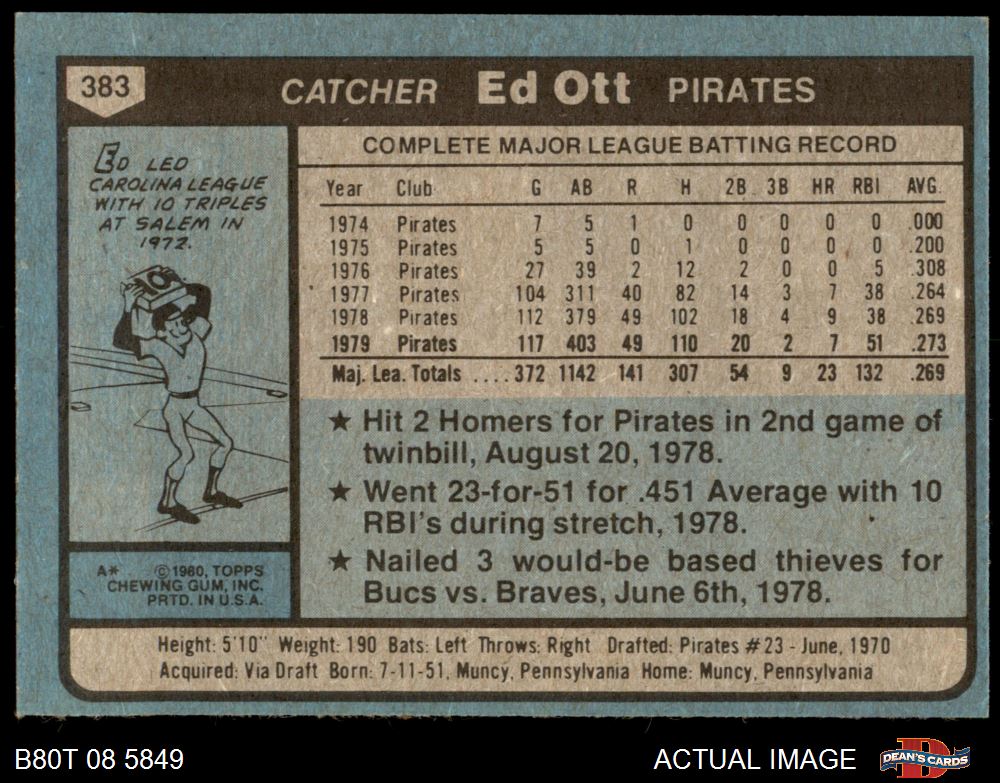 383 CATCHER Ed Ott PIRATES
ED LED
CAROLINA LEAGUE
WITH 10 TRIPLES
AT SALEM IN
1972.
10
COMPLETE MAJOR LEAGUE BATTING RECORD
Year Club G AB R H 2B 3B HR RBI AVG.
1974 Pirates 7 5 1 0 0 0 0 0 .000
1975 Pirates 5 5 0 1 0 0 0 0 .200
1976 Pirates 27 39 2 12 2 0 0 5 .308
1977 Pirates 104 311 40 82 14 3 7 38 .264
1978 Pirates 112 379 49 102 18 4 9 38 .269
1979 Pirates 117 403 49 110 20 2 7 51 .273
Maj. Lea. Totals ....372 1142 141 307 54 9 23 132 .269
★ Hit 2 Homers for Pirates in 2nd game of
twinbill, August 20, 1978.
★ Went 23-for-51 for .451 Average with 10
RBI's during stretch, 1978.
★ Nailed 3 would-be based thieves for
Bucs vs. Braves, June 6th, 1978.
A* ©1980, TOPPS
CHEWING GUM, INC.
PRTD. IN U.S.A.
Height: 5'10" Weight: 190 Bats: Left Throws: Right Drafted: Pirates #23 - June, 1970
Acquired: Via Draft Born: 7-11-51, Muncy, Pennsylvania Home: Muncy, Pennsylvania
B80T 08 5849 ACTUAL IMAGE DEAN'S CARDS